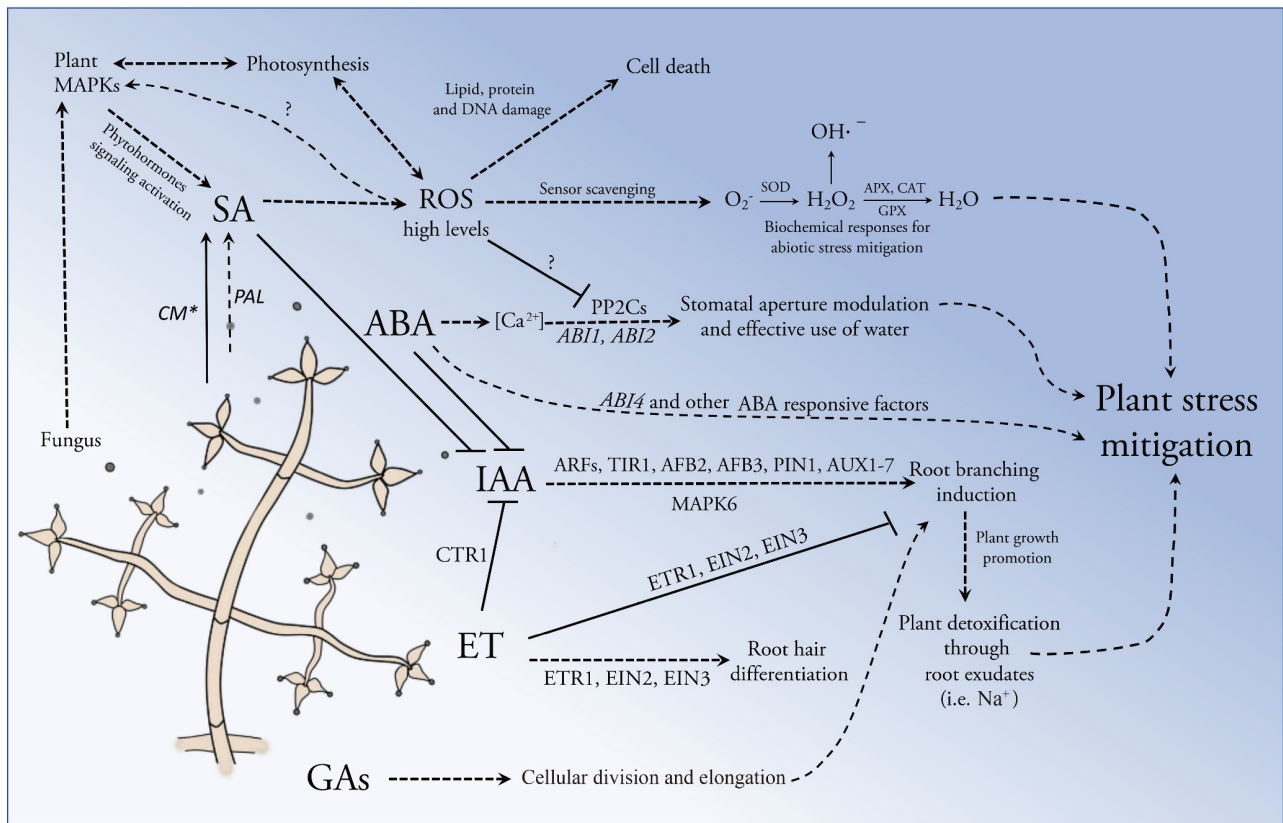 Plant
MAPKs
Photosynthesis
?
Phytohormones
signaling activation
Lipid, protein
and DNA damage
Cell death
SA
ROS
high levels
Sensor scavenging
OH·⁻
O₂⁻
SOD
H₂O₂
APX, CAT
GPX
H₂O
Biochemical responses for
abiotic stress mitigation
?
CM*
PAL
ABA
[Ca²⁺]
PP2Cs
ABI1, ABI2
Stomatal aperture modulation
and effective use of water
ABI4 and other ABA responsive factors
Plant stress
mitigation
Fungus
IAA
ARFs, TIR1, AFB2, AFB3, PIN1, AUX1-7
MAPK6
Root branching
induction
CTR1
ETR1, EIN2, EIN3
Plant growth
promotion
ET
ETR1, EIN2, EIN3
Root hair
differentiation
Plant detoxification
through
root exudates
(i.e. Na⁺)
GAs
Cellular division and elongation